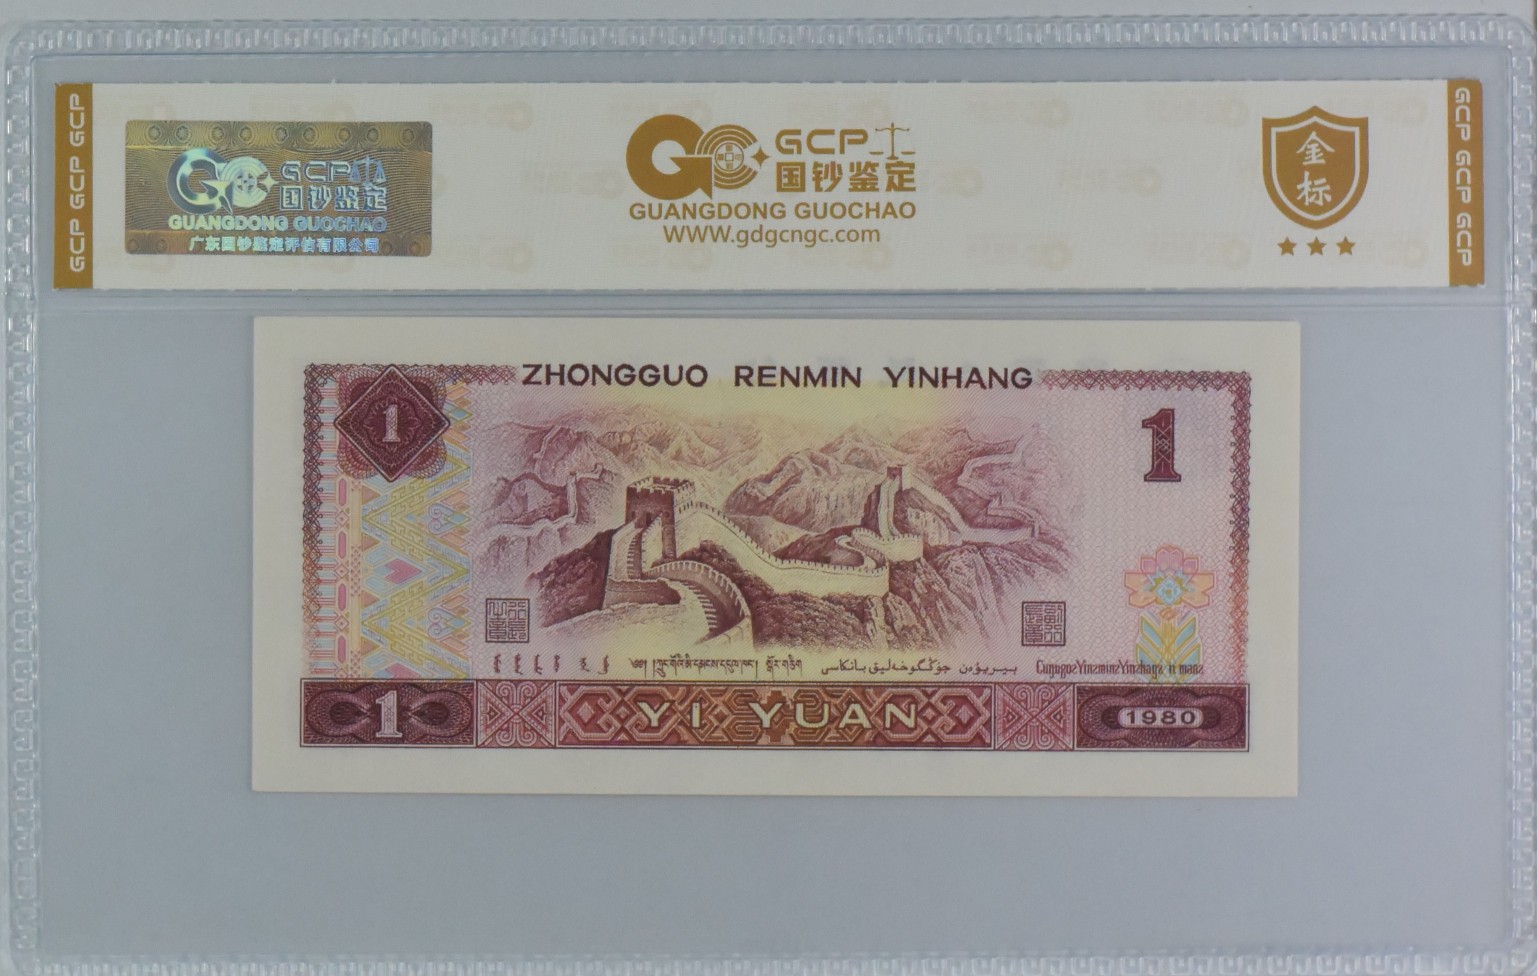 GCP GCP GCP
GCP
国钞鉴定
GUANGDONG GUOCHAO
广东国钞鉴定评估有限公司
GCP
国钞鉴定
GUANGDONG GUOCHAO
WWW.gdgcngc.com
金标
GCP GCP GCP
ZHONGGUO RENMIN YINHANG
1
1
1
YI YUAN
1980